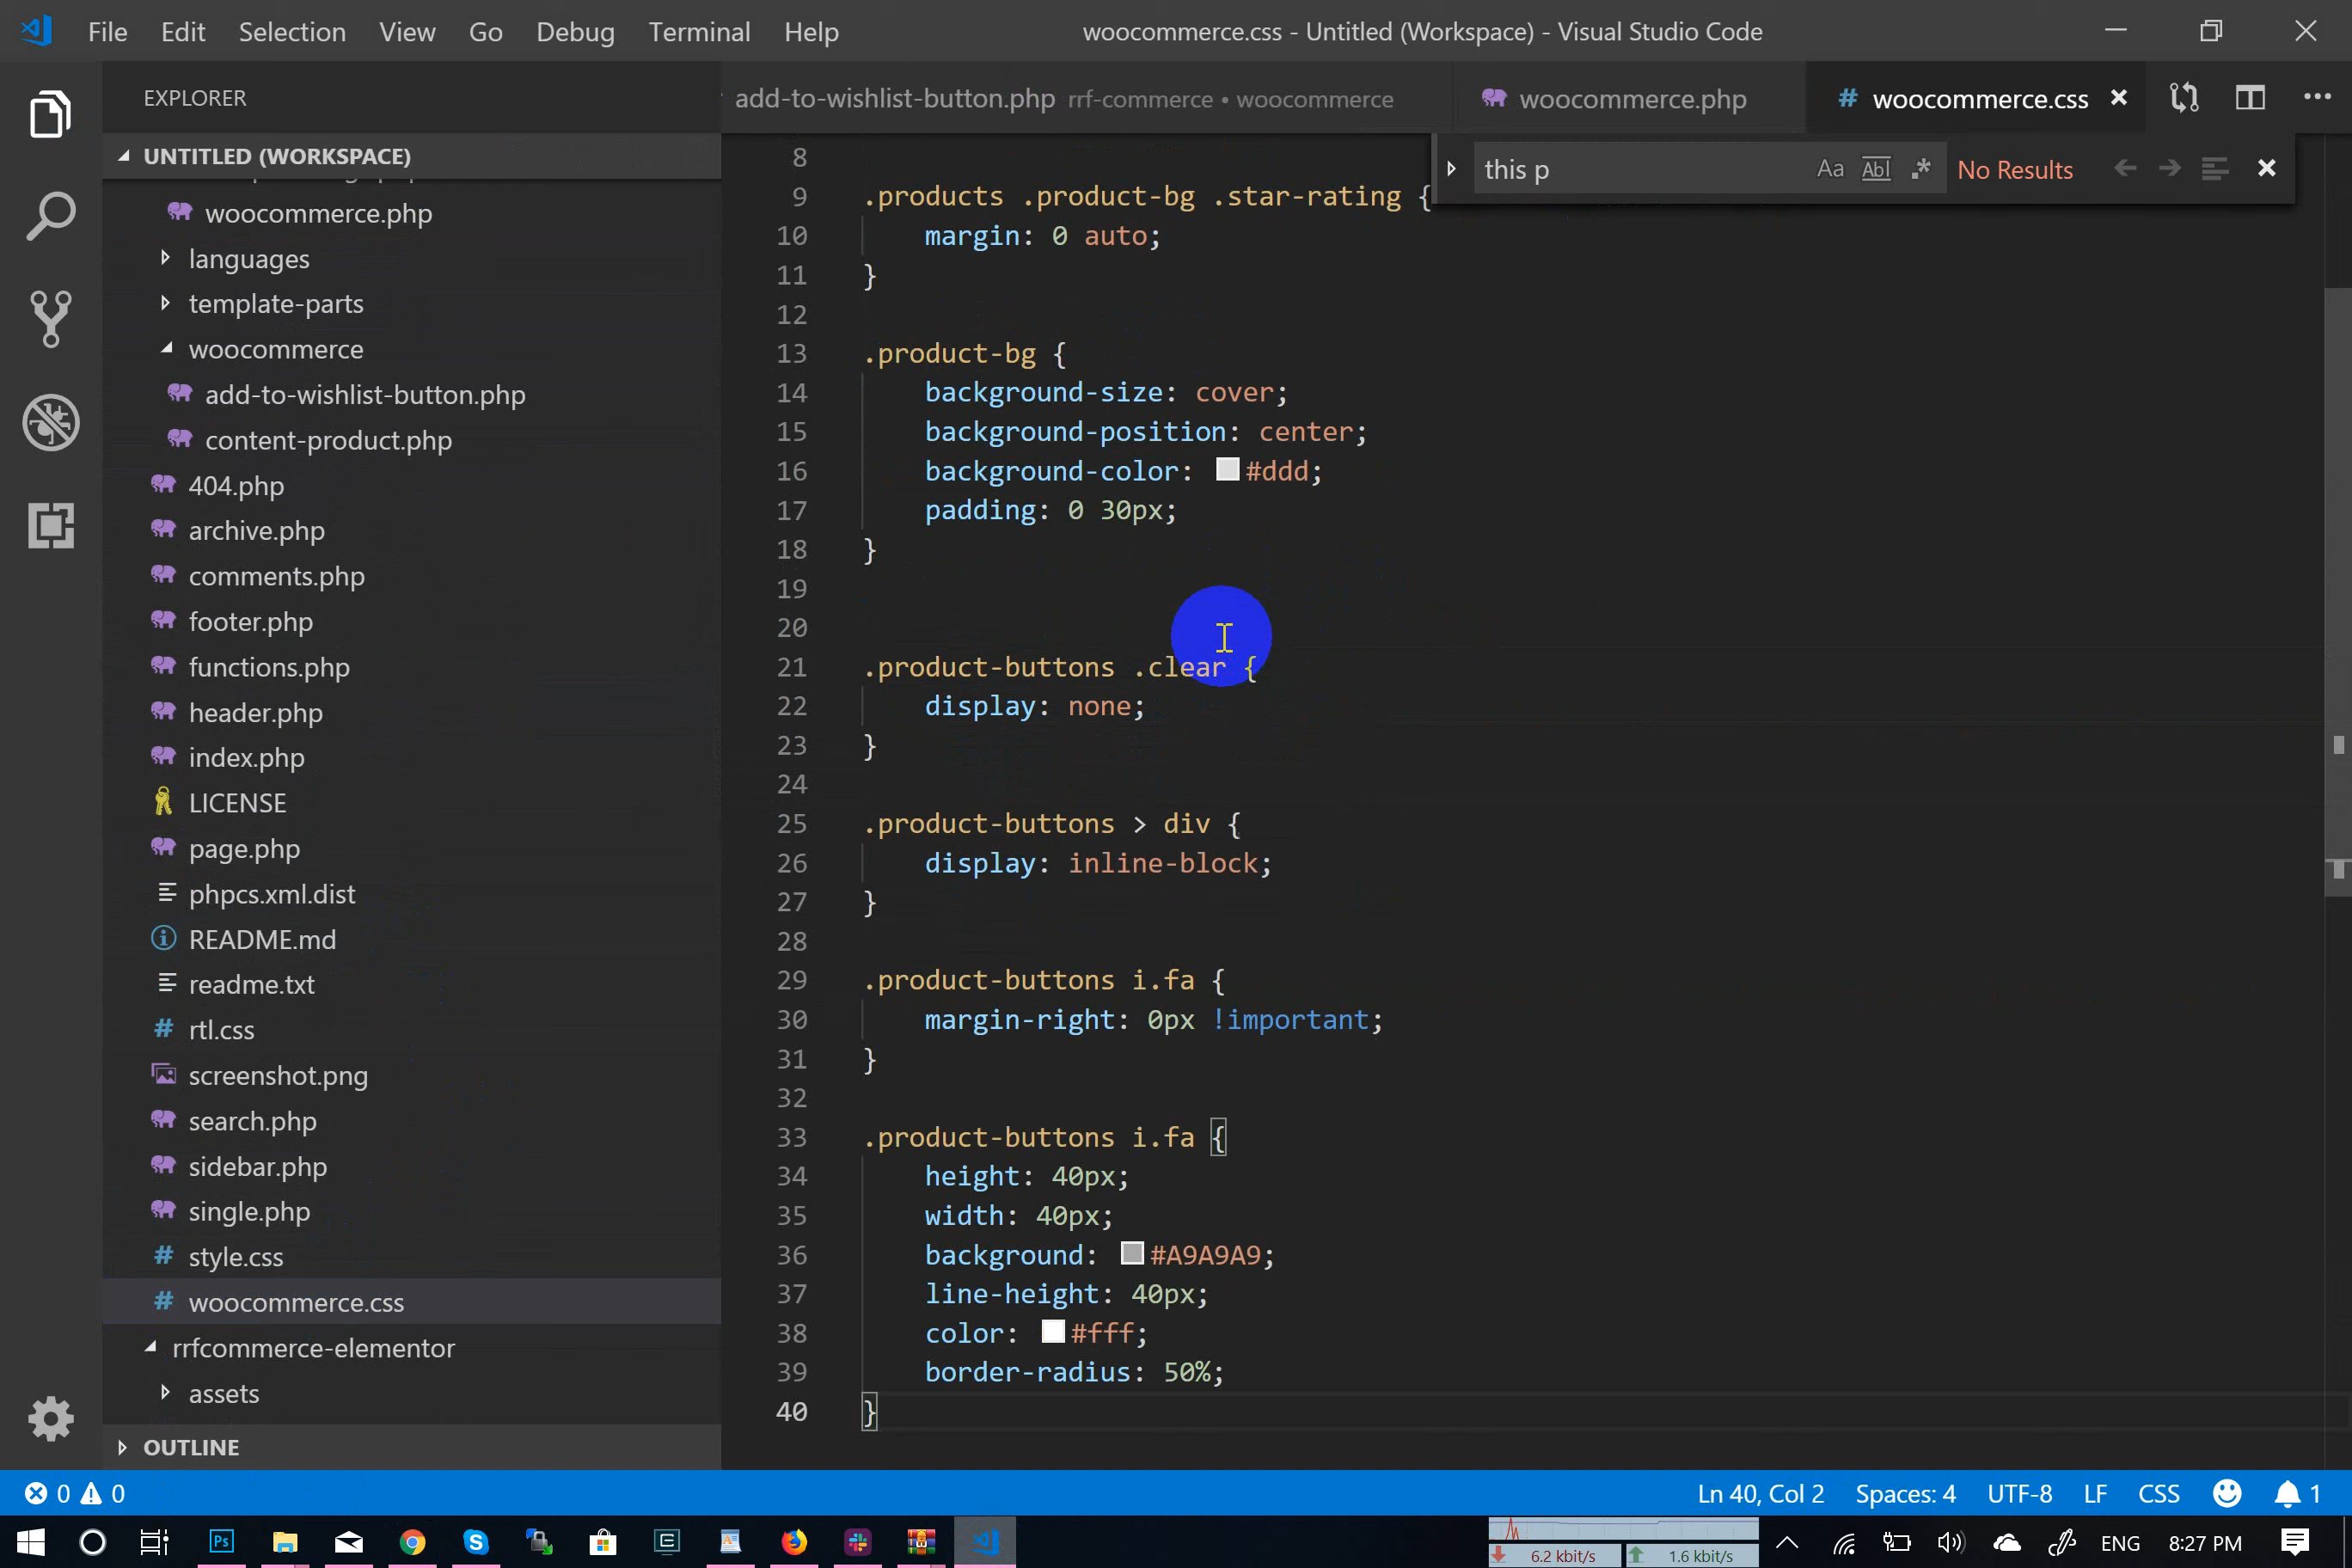 File Edit Selection View Go Debug Terminal Help
woocommerce.css - Untitled (Workspace) - Visual Studio Code
EXPLORER
add-to-wishlist-button.php rrf-commerce • woocommerce
woocommerce.php
# woocommerce.css
this p
Aa Abl .* No Results
UNTITLED (WORKSPACE)
woocommerce.php
languages
template-parts
woocommerce
add-to-wishlist-button.php
content-product.php
404.php
archive.php
comments.php
footer.php
functions.php
header.php
index.php
LICENSE
page.php
phpcs.xml.dist
README.md
readme.txt
# rtl.css
screenshot.png
search.php
sidebar.php
single.php
# style.css
# woocommerce.css
rrfcommerce-elementor
assets
OUTLINE
8
9 .products .product-bg .star-rating {
10 margin: 0 auto;
11 }
12
13 .product-bg {
14 background-size: cover;
15 background-position: center;
16 background-color: #ddd;
17 padding: 0 30px;
18 }
19
20
21 .product-buttons .clear {
22 display: none;
23 }
24
25 .product-buttons > div {
26 display: inline-block;
27 }
28
29 .product-buttons i.fa {
30 margin-right: 0px !important;
31 }
32
33 .product-buttons i.fa {
34 height: 40px;
35 width: 40px;
36 background: #A9A9A9;
37 line-height: 40px;
38 color: #fff;
39 border-radius: 50%;
40 }
0 0
Ln 40, Col 2 Spaces: 4 UTF-8 LF CSS 1
Ps
6.2 kbit/s 1.6 kbit/s
ENG 8:27 PM